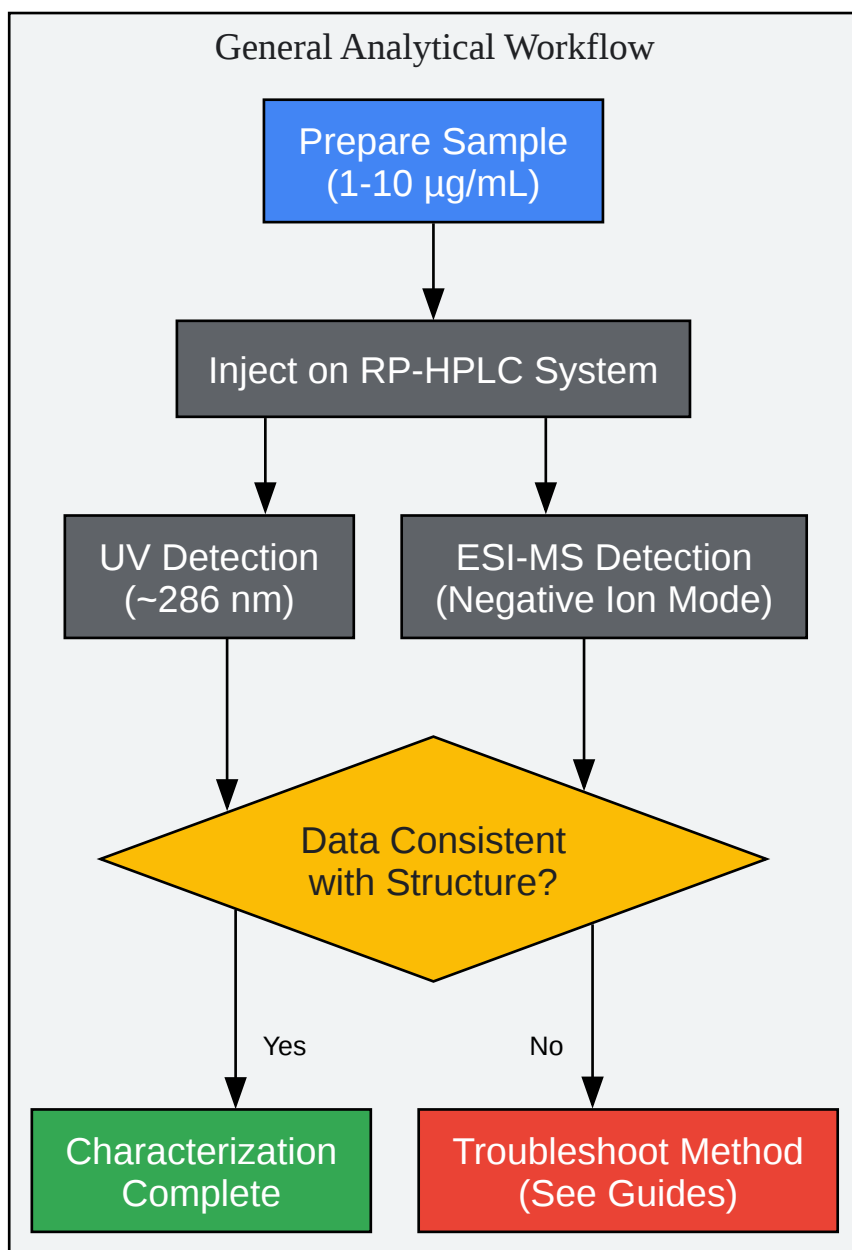 General Analytical Workflow
Prepare Sample
(1-10 µg/mL)
Inject on RP-HPLC System
UV Detection
(~286 nm)
ESI-MS Detection
(Negative Ion Mode)
Data Consistent
with Structure?
Yes
No
Characterization
Complete
Troubleshoot Method
(See Guides)